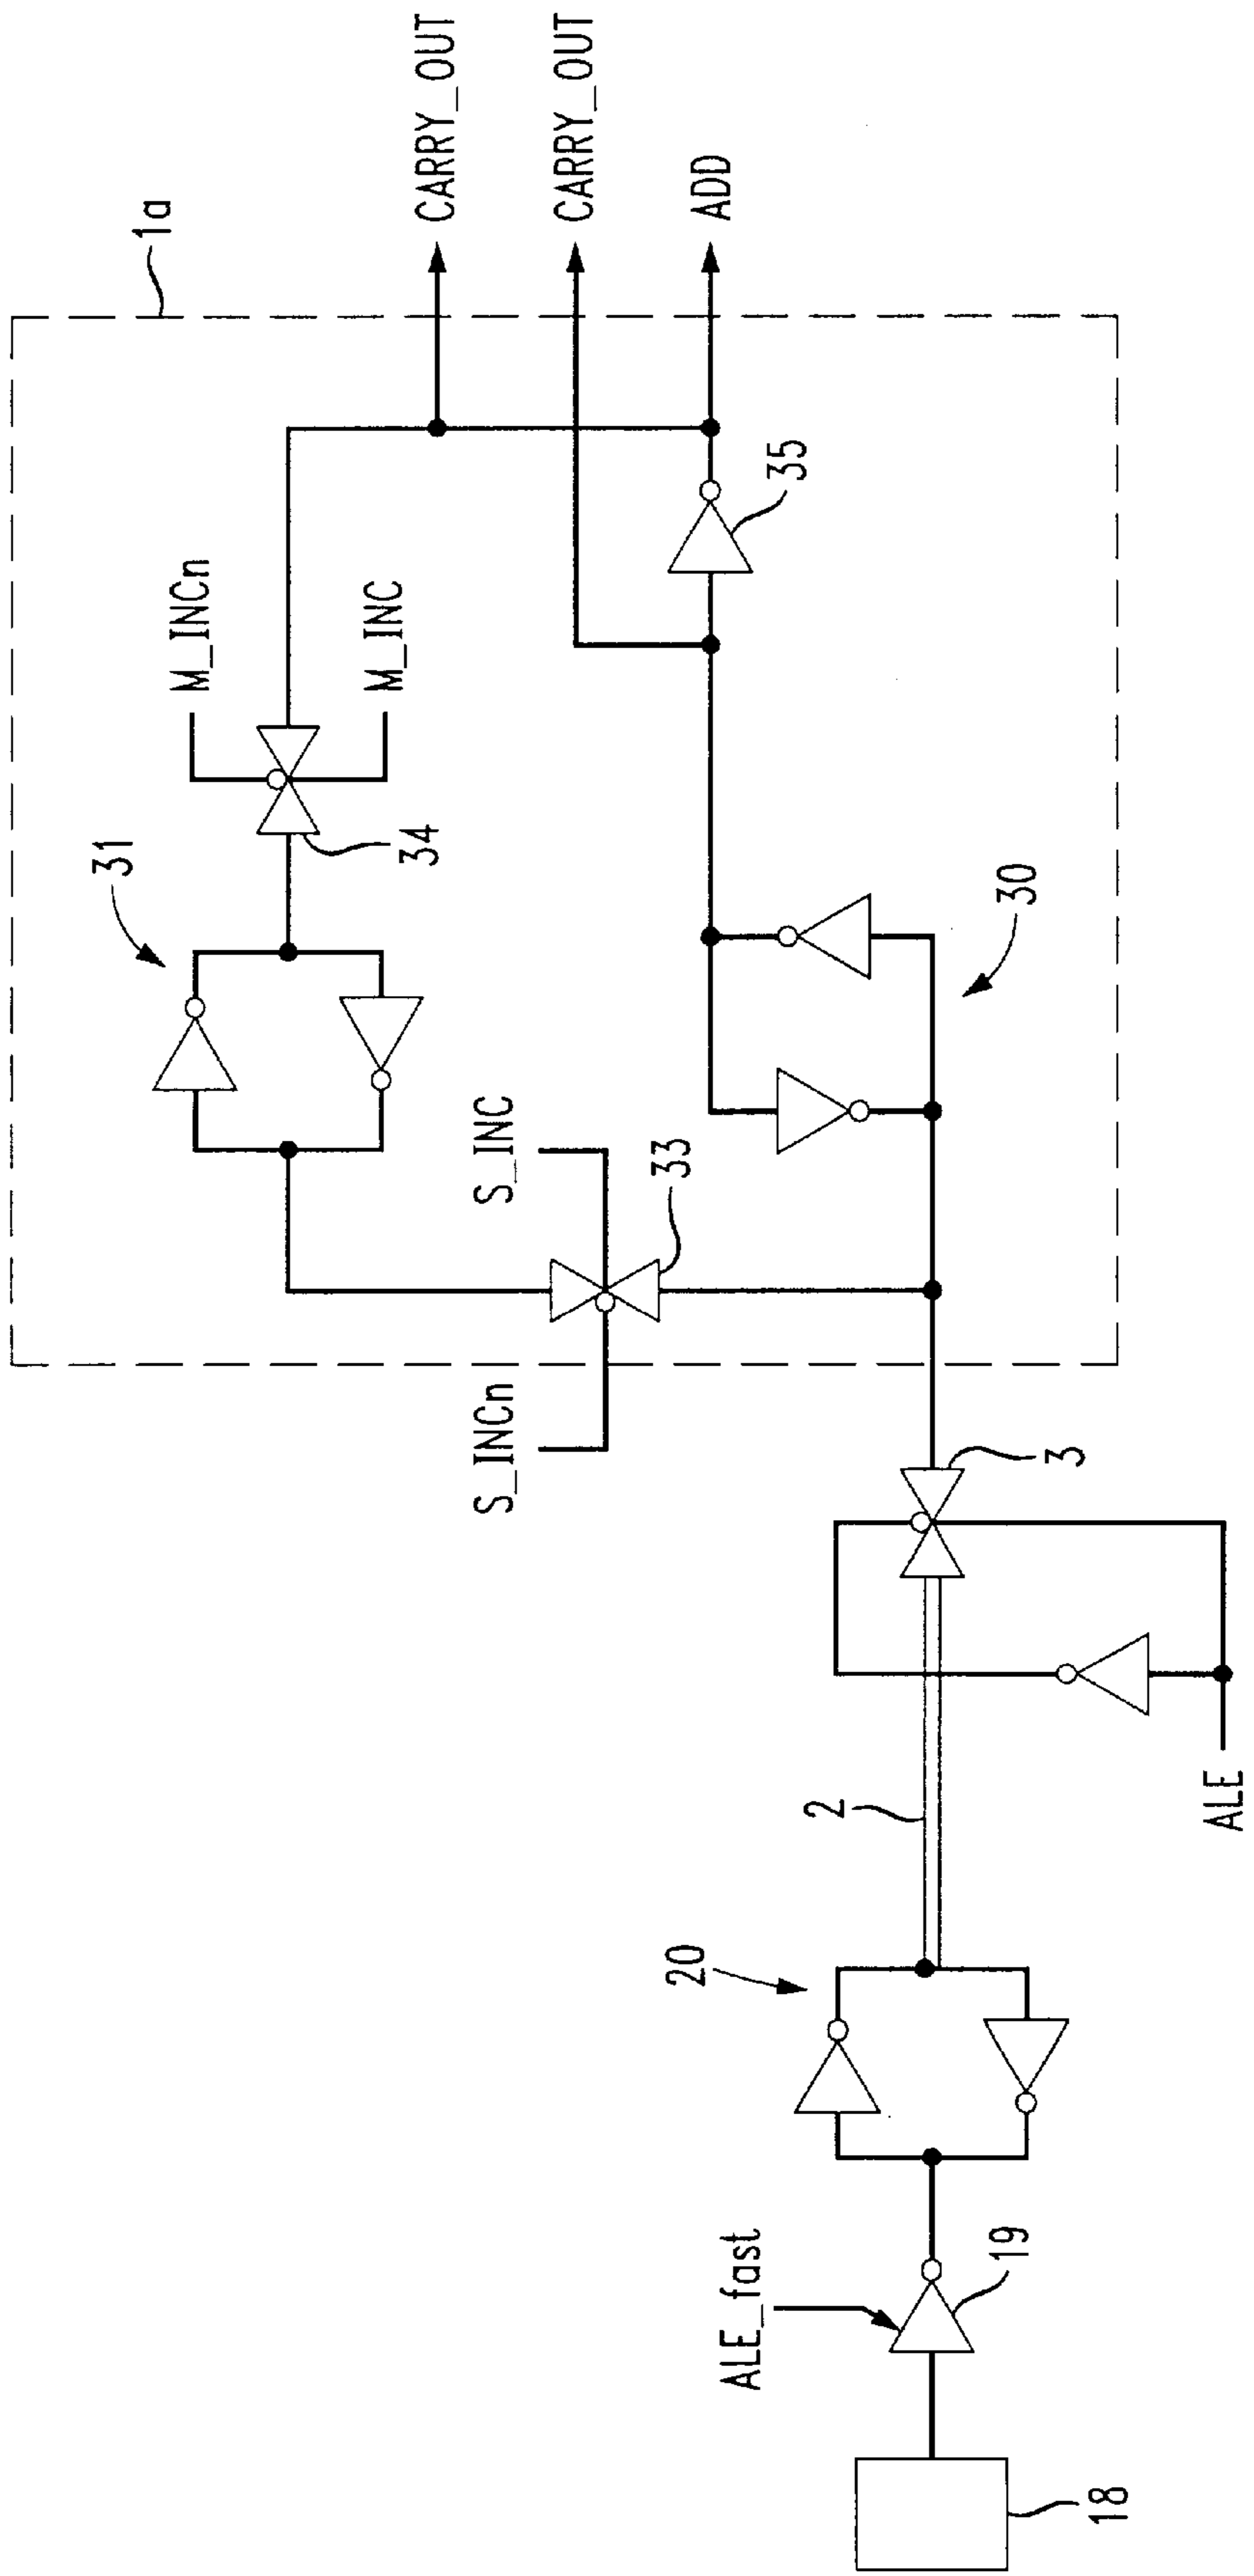 1a
CARRY_OUT
CARRY_OUT
ADD
M_INCn
M_INC
31
34
35
S_INC
S_INCn
33
30
3
2
ALE
20
ALE_fast
19
18